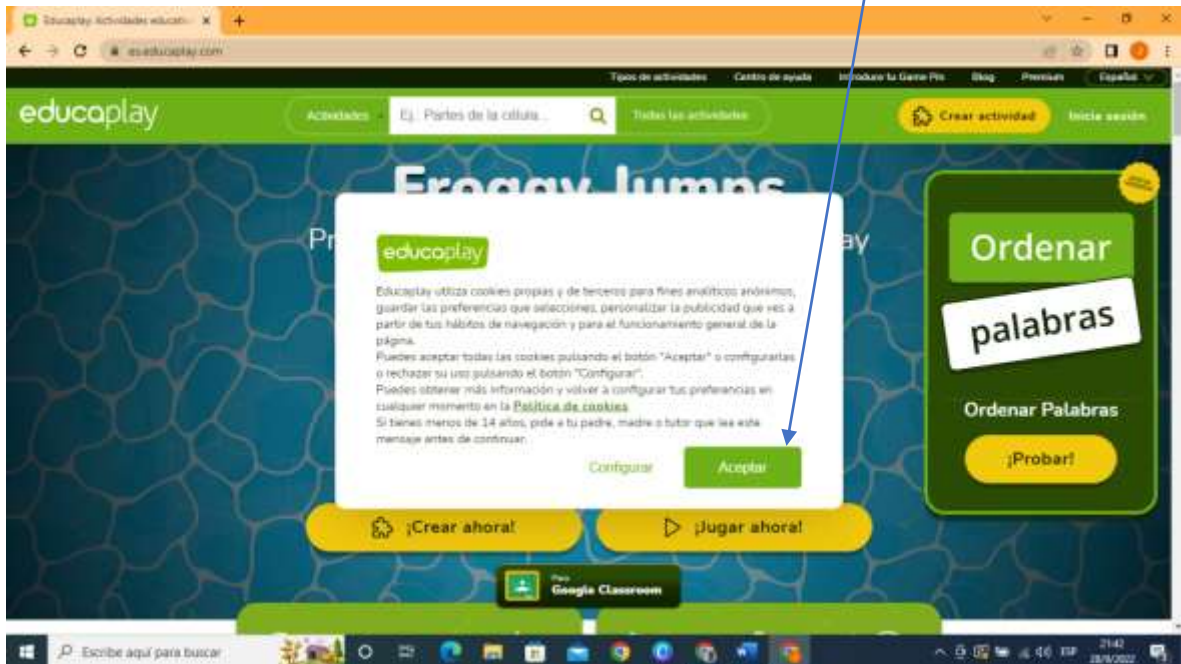 Educaplay: Actividades educati
es.educaplay.com
Tipos de actividades Centro de ayuda Introduce tu Game Pin Blog Premium Español
educaplay Actividades Ej. Partes de la célula... Todas las actividades Crear actividad Inicia sesión
Froggy Jumps
Pr
ay
educaplay
Educaplay utiliza cookies propias y de terceros para fines analíticos anónimos,
guardar las preferencias que selecciones, personalizar la publicidad que ves a
partir de tus hábitos de navegación y para el funcionamiento general de la
página.
Puedes aceptar todas las cookies pulsando el botón "Aceptar" o configurarlas
o rechazar su uso pulsando el botón "Configurar".
Puedes obtener más información y volver a configurar tus preferencias en
cualquier momento en la Política de cookies
Si tienes menos de 14 años, pide a tu padre, madre o tutor que lea este
mensaje antes de continuar.
Configurar Aceptar
Ordenar
palabras
Ordenar Palabras
¡Probar!
¡Crear ahora! ¡Jugar ahora!
Para
Google Classroom
Escribe aquí para buscar
ESP
21:42